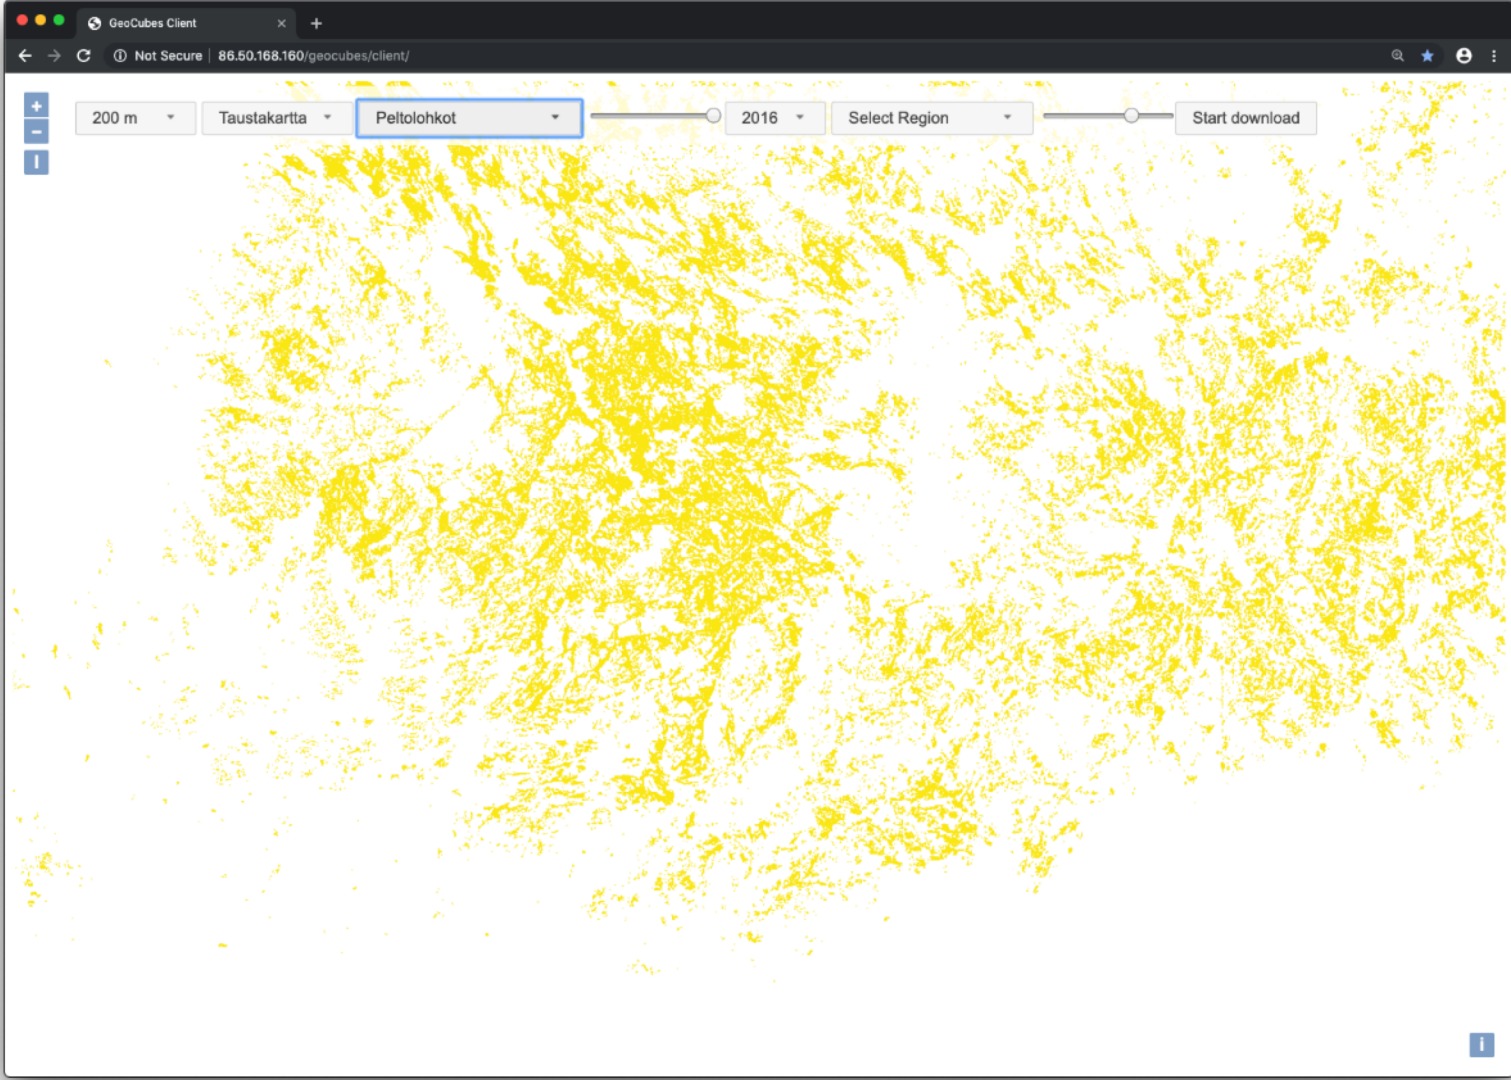 GeoCubes Client
Not Secure 86.50.168.160/geocubes/client/
+
200 m Taustakartta Peltolohkot 2016 Select Region Start download
−
I
i